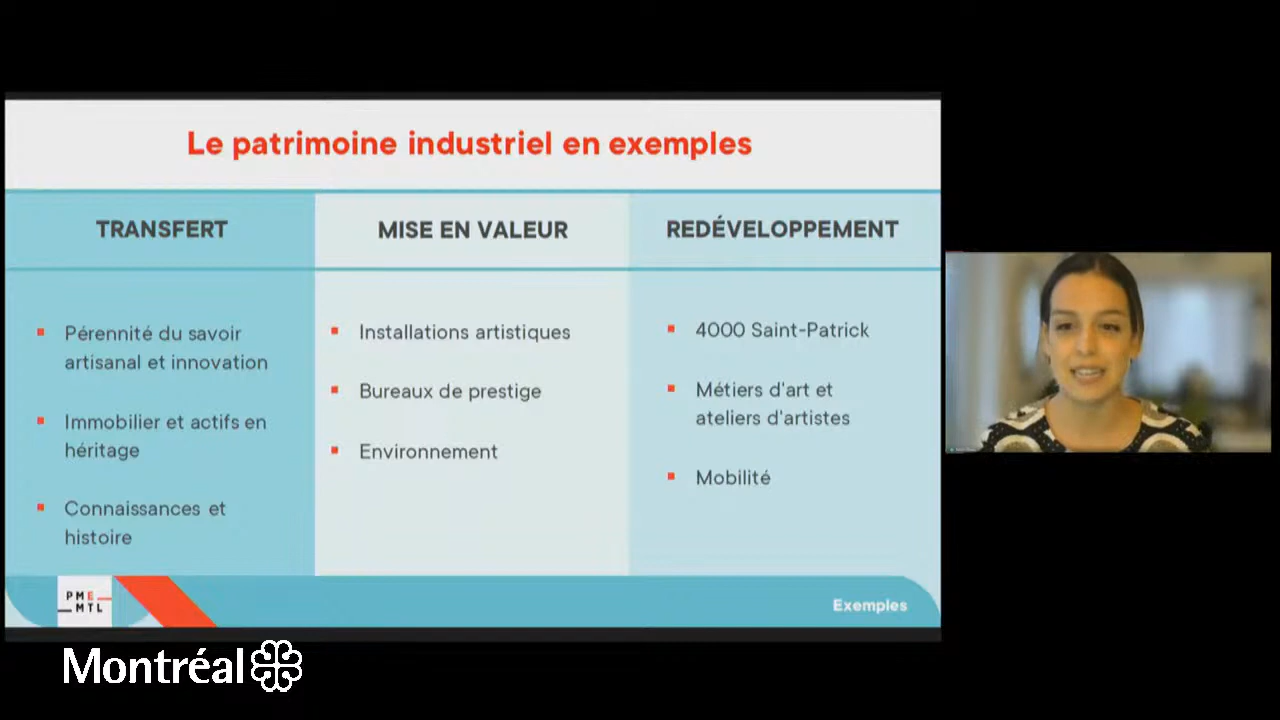 Le patrimoine industriel en exemples
TRANSFERT
Pérennité du savoir
artisanal et innovation
Immobilier et actifs en
héritage
Connaissances et
histoire
MISE EN VALEUR
Installations artistiques
Bureaux de prestige
Environnement
REDÉVELOPPEMENT
4000 Saint-Patrick
Métiers d'art et
ateliers d'artistes
Mobilité
PME
MTL
Exemples
Montréal